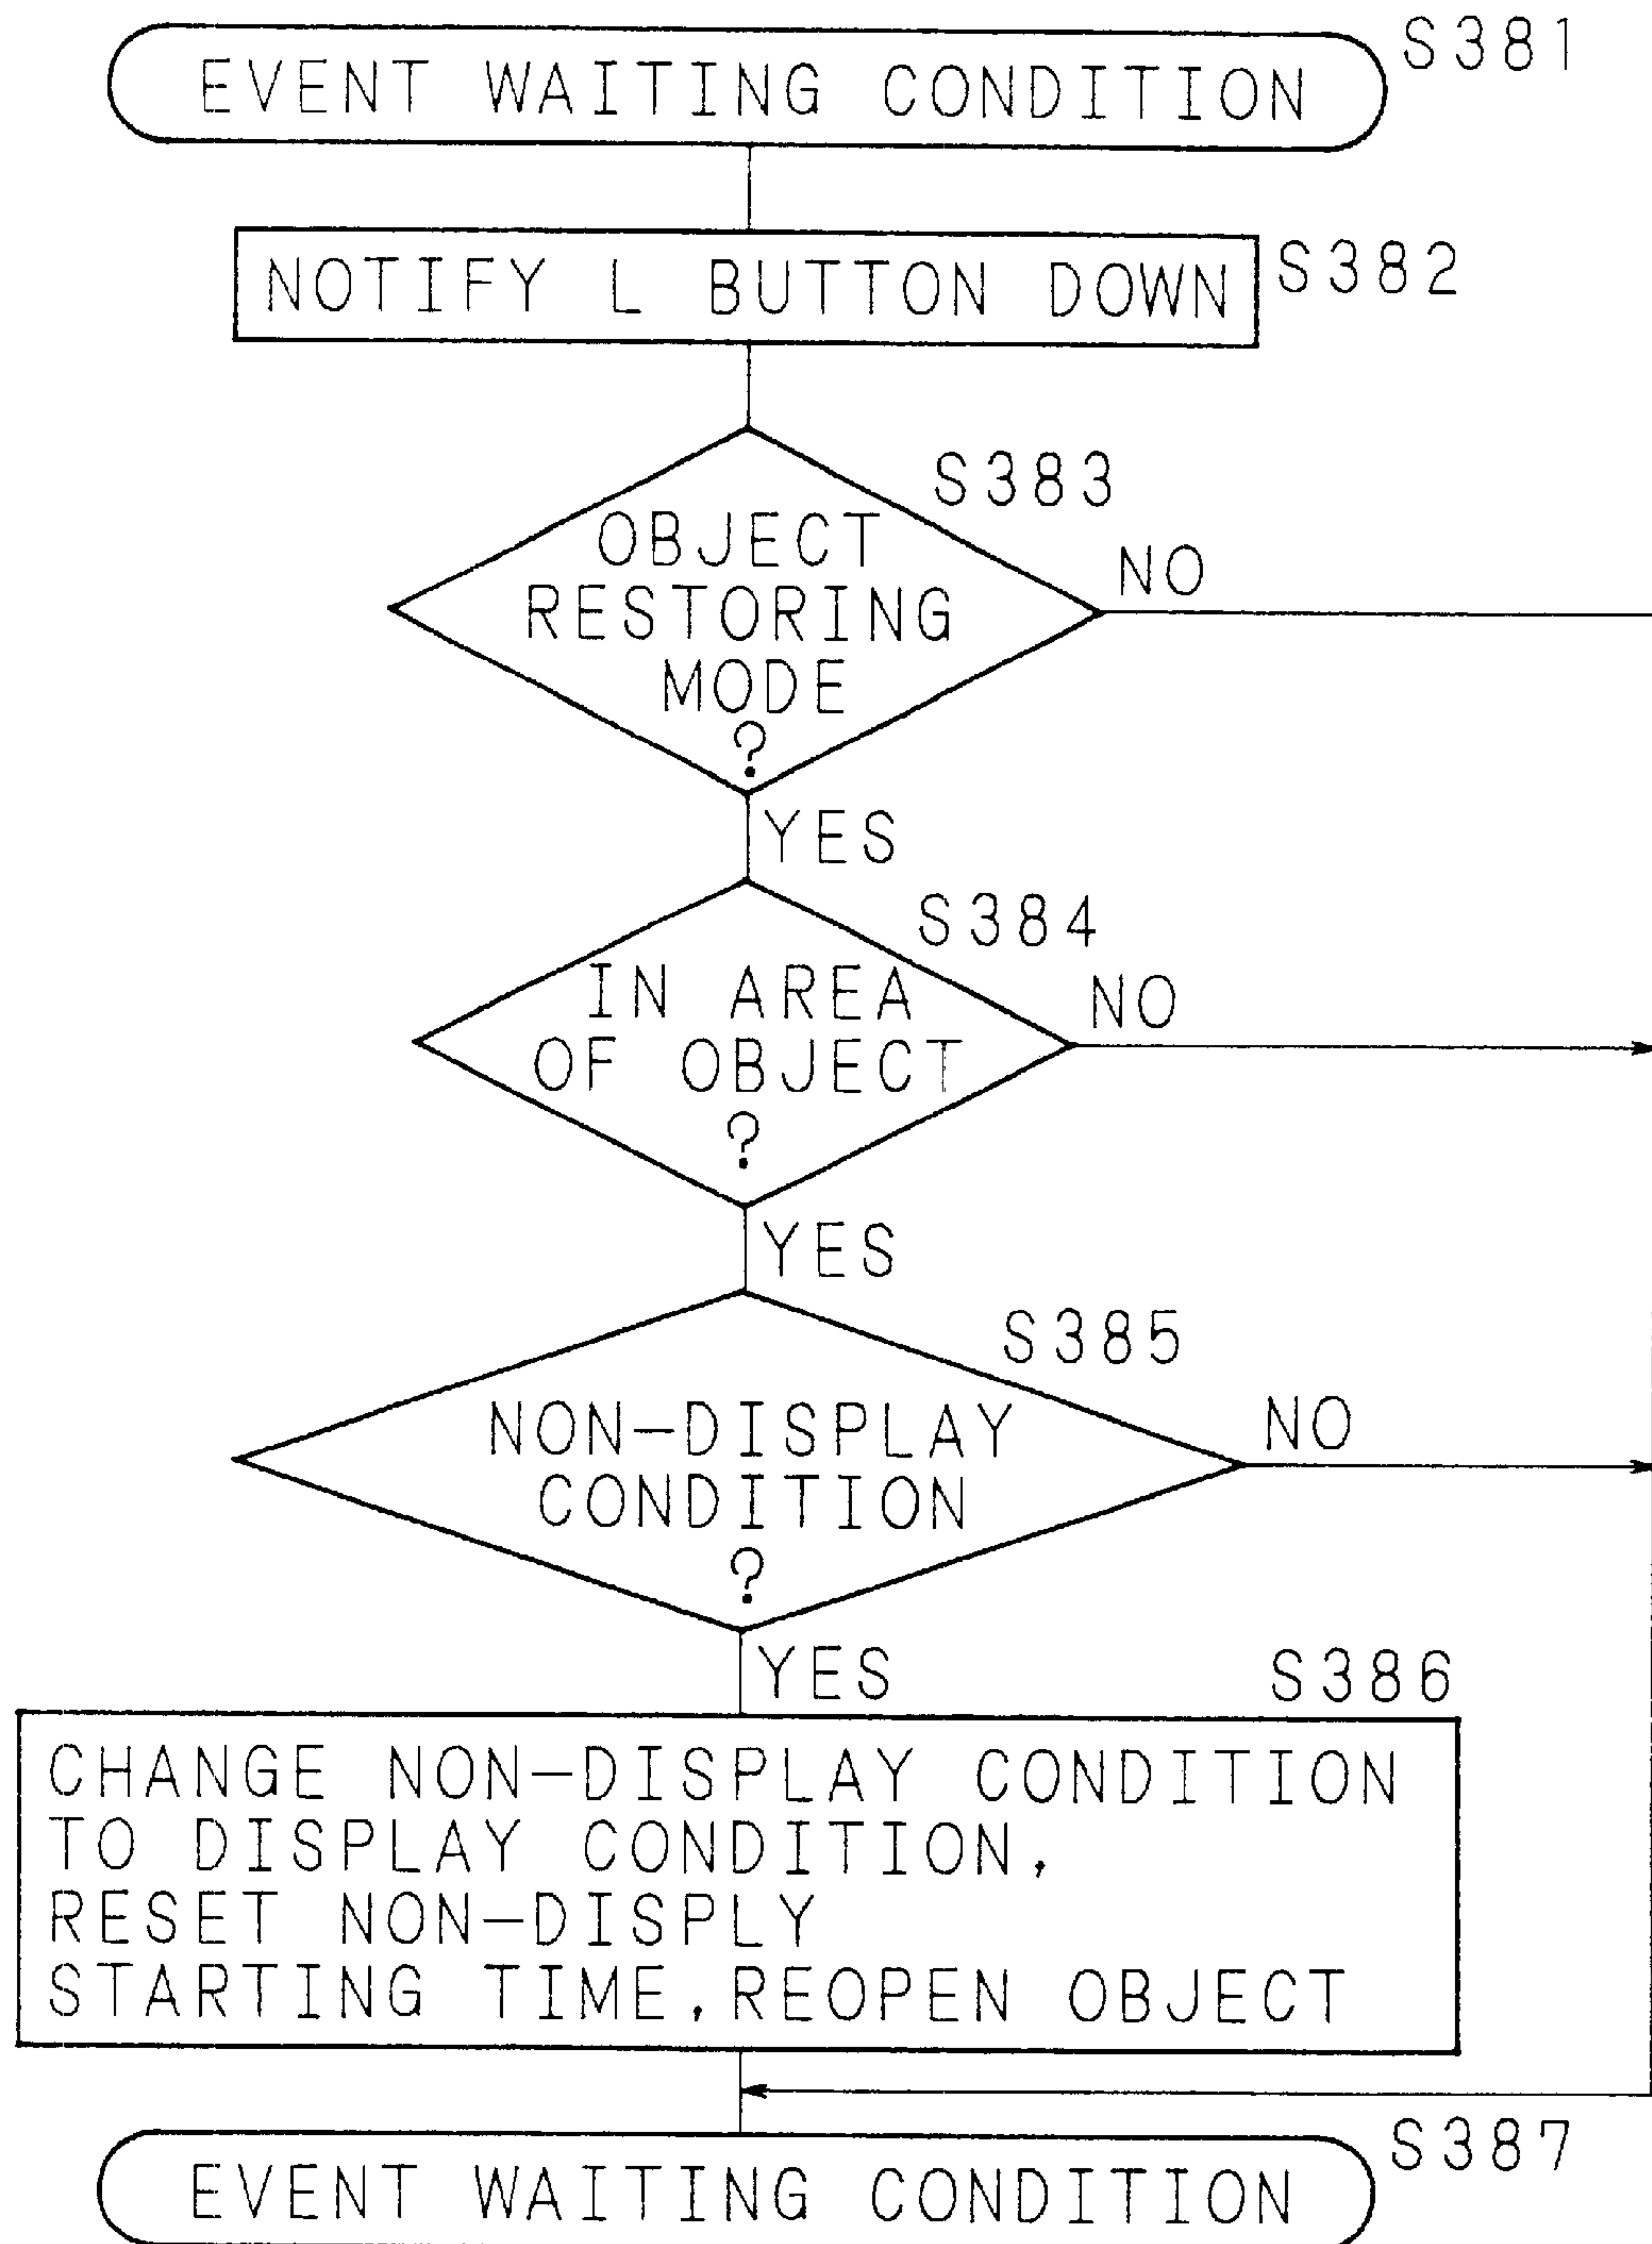 EVENT WAITING CONDITION
S381
NOTIFY L BUTTON DOWN
S382
S383
OBJECT
RESTORING
MODE
?
NO
YES
S384
IN AREA
OF OBJECT
?
NO
YES
S385
NON-DISPLAY
CONDITION
?
NO
YES
S386
CHANGE NON-DISPLAY CONDITION
TO DISPLAY CONDITION,
RESET NON-DISPLY
STARTING TIME,REOPEN OBJECT
S387
EVENT WAITING CONDITION